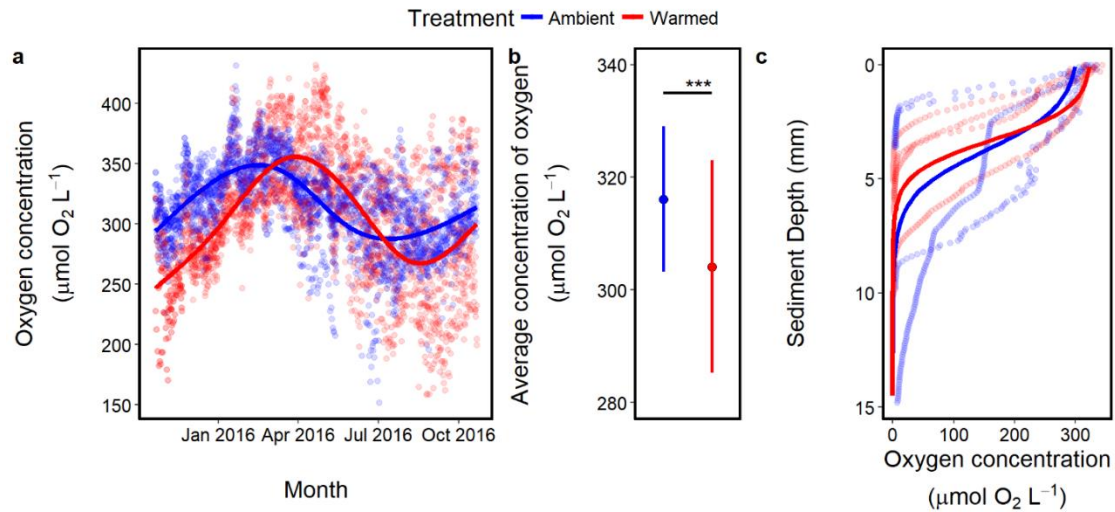 Treatment Ambient Warmed
a
Oxygen concentration
(μmol O₂ L⁻¹)
400
350
300
250
200
150
Jan 2016 Apr 2016 Jul 2016 Oct 2016
Month
b
Average concentration of oxygen
(μmol O₂ L⁻¹)
340
320
300
280
***
c
Sediment Depth (mm)
0
5
10
15
0 100 200 300
Oxygen concentration
(μmol O₂ L⁻¹)